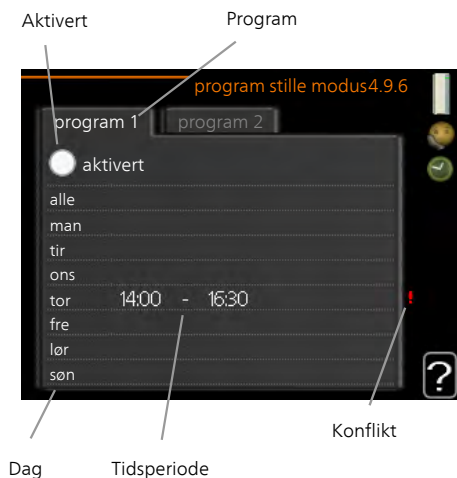 Aktivert Program
program stille modus4.9.6
program 1 program 2
aktivert
alle
man
tir
ons
tor 14:00 - 16:30 !
fre
lør
søn
?
Konflikt
Dag Tidsperiode